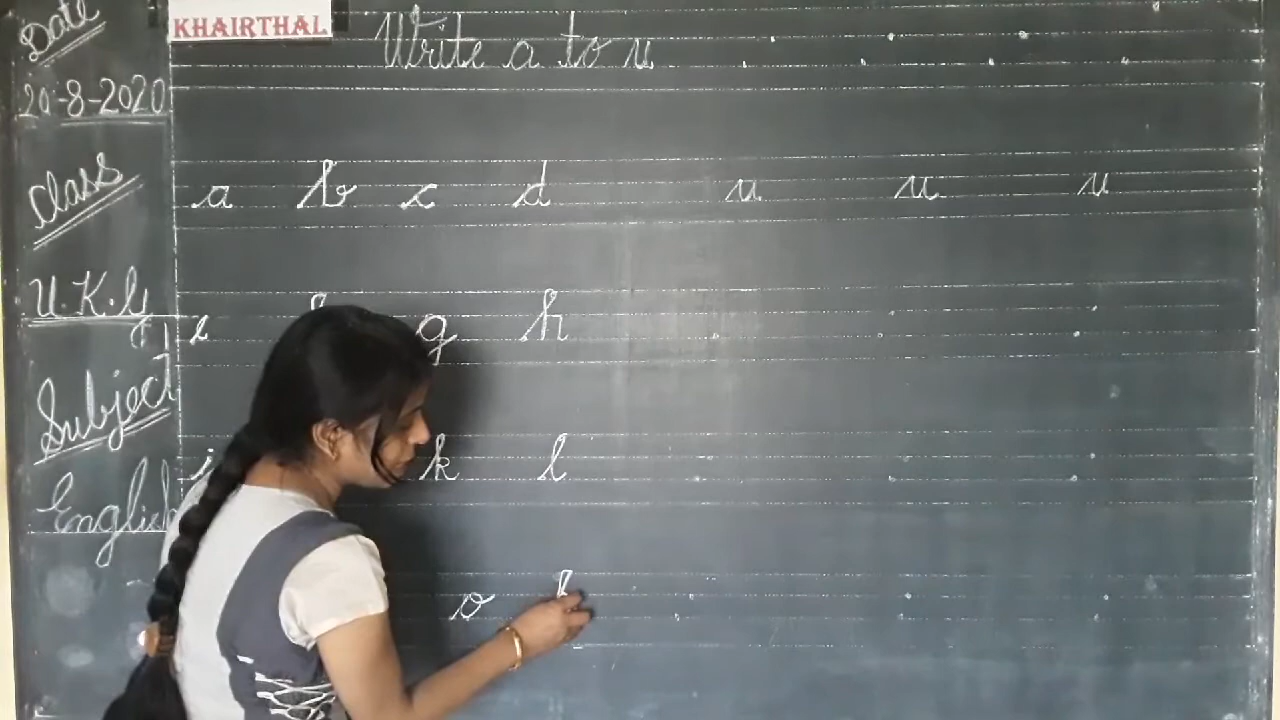 Date
20-8-2020
Class
U.K.G
Subject
English
KHAIRTHAL
Write a to u
a b c d u u u
e g h
i k l
o